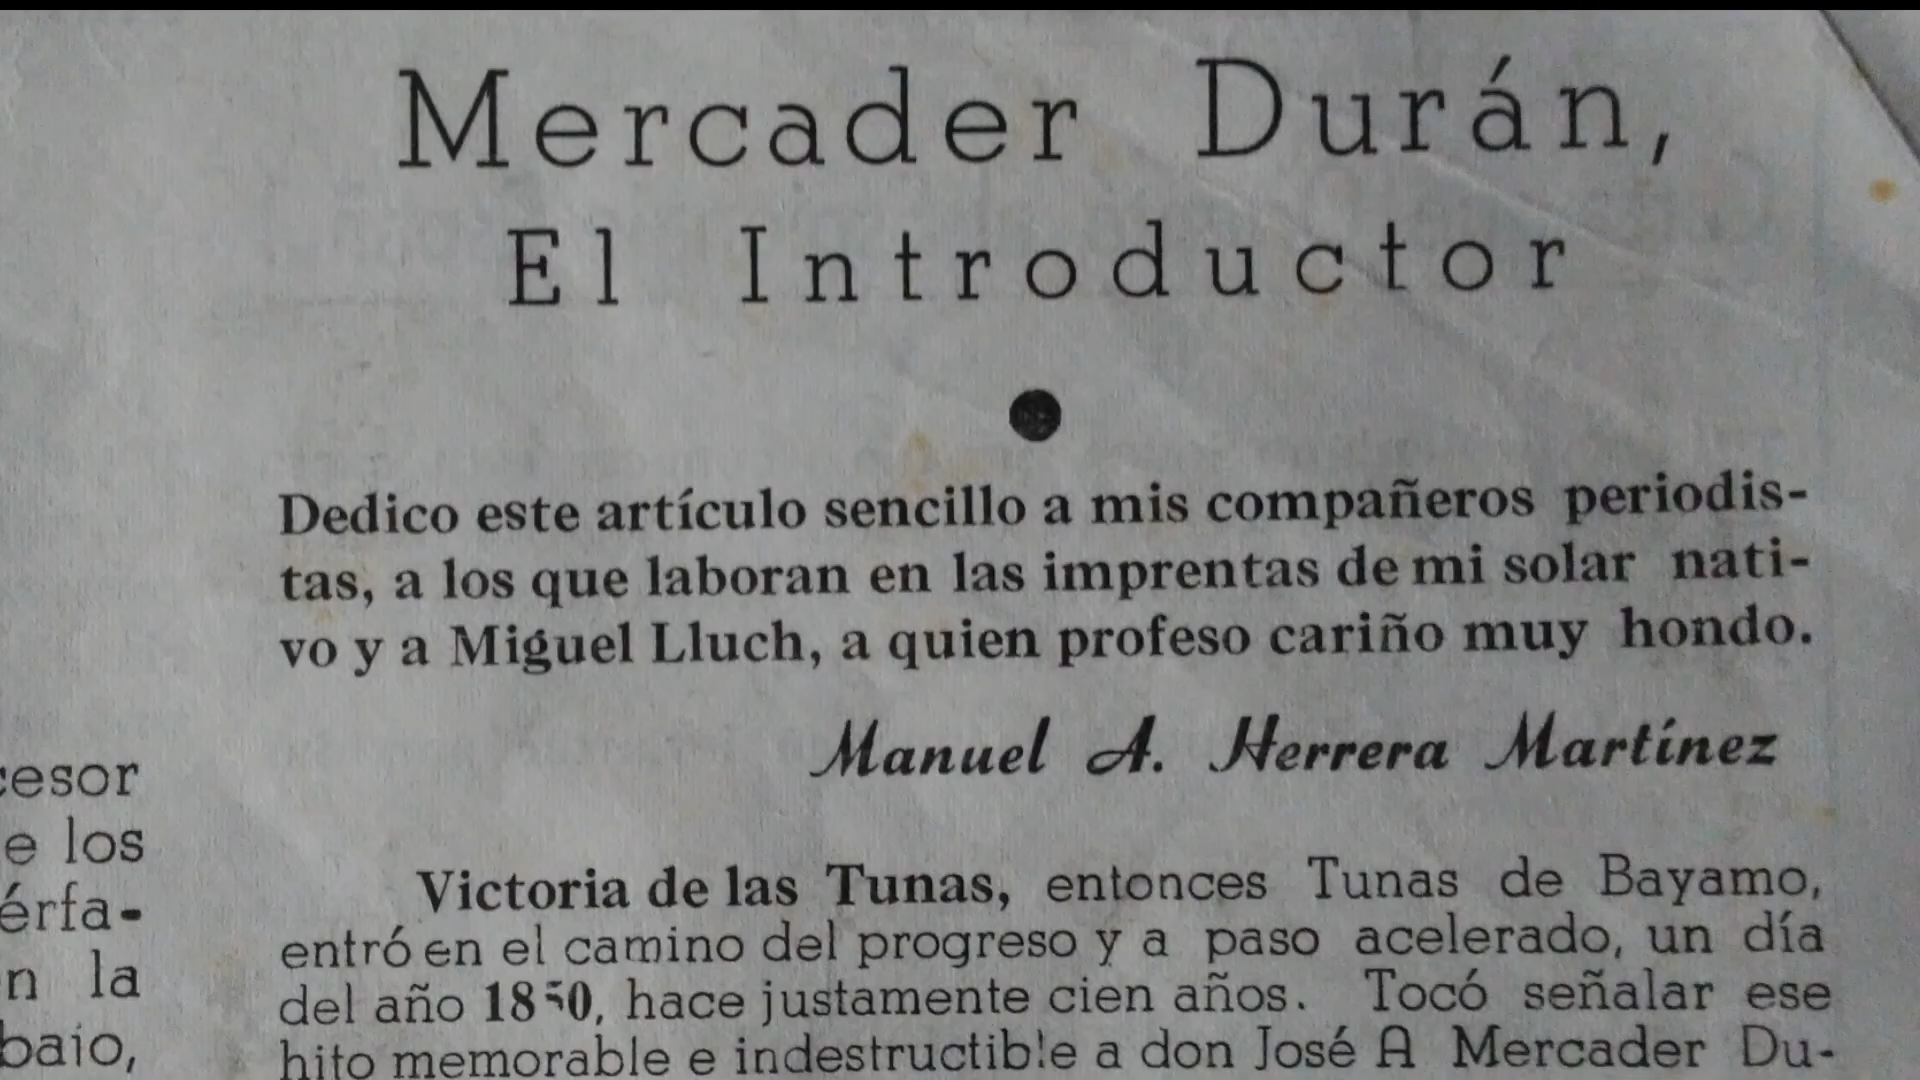 Mercader Durán,
El Introductor
Dedico este artículo sencillo a mis compañeros periodis-
tas, a los que laboran en las imprentas de mi solar nati-
vo y a Miguel Lluch, a quien profeso cariño muy hondo.
Manuel A. Herrera Martínez
Victoria de las Tunas, entonces Tunas de Bayamo,
entró en el camino del progreso y a paso acelerado, un día
del año 1850, hace justamente cien años. Tocó señalar ese
hito memorable e indestructible a don José A Mercader Du-
esor
e los
érfa-
n la
bajo,